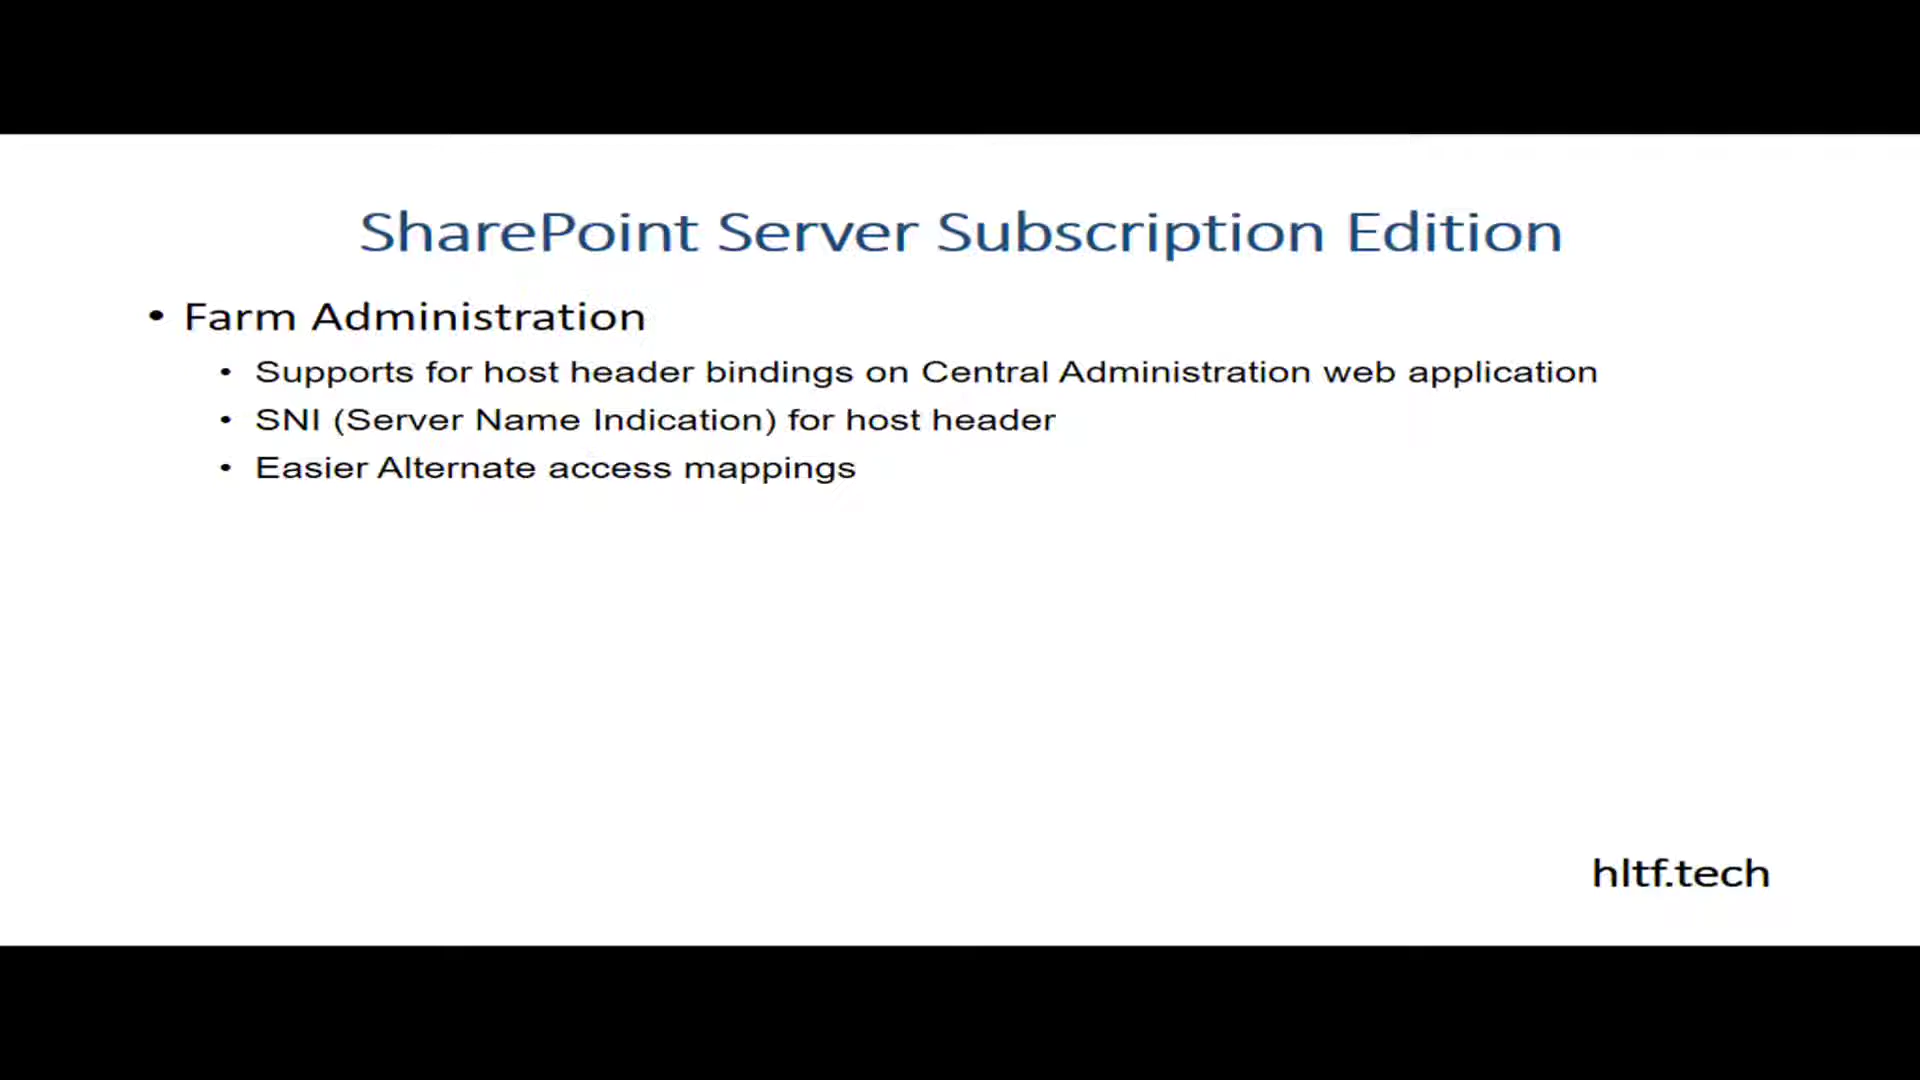 SharePoint Server Subscription Edition
• Farm Administration
• Supports for host header bindings on Central Administration web application
• SNI (Server Name Indication) for host header
• Easier Alternate access mappings
hltf.tech